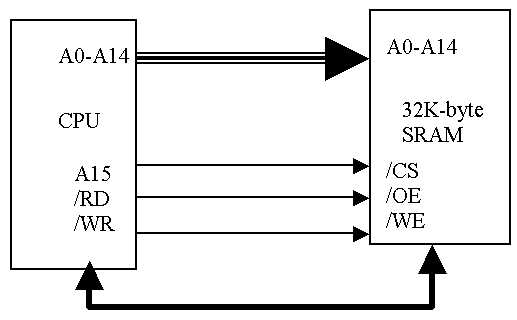 A0-A14
CPU
A15
/RD
/WR
A0-A14
32K-byte
SRAM
/CS
/OE
/WE